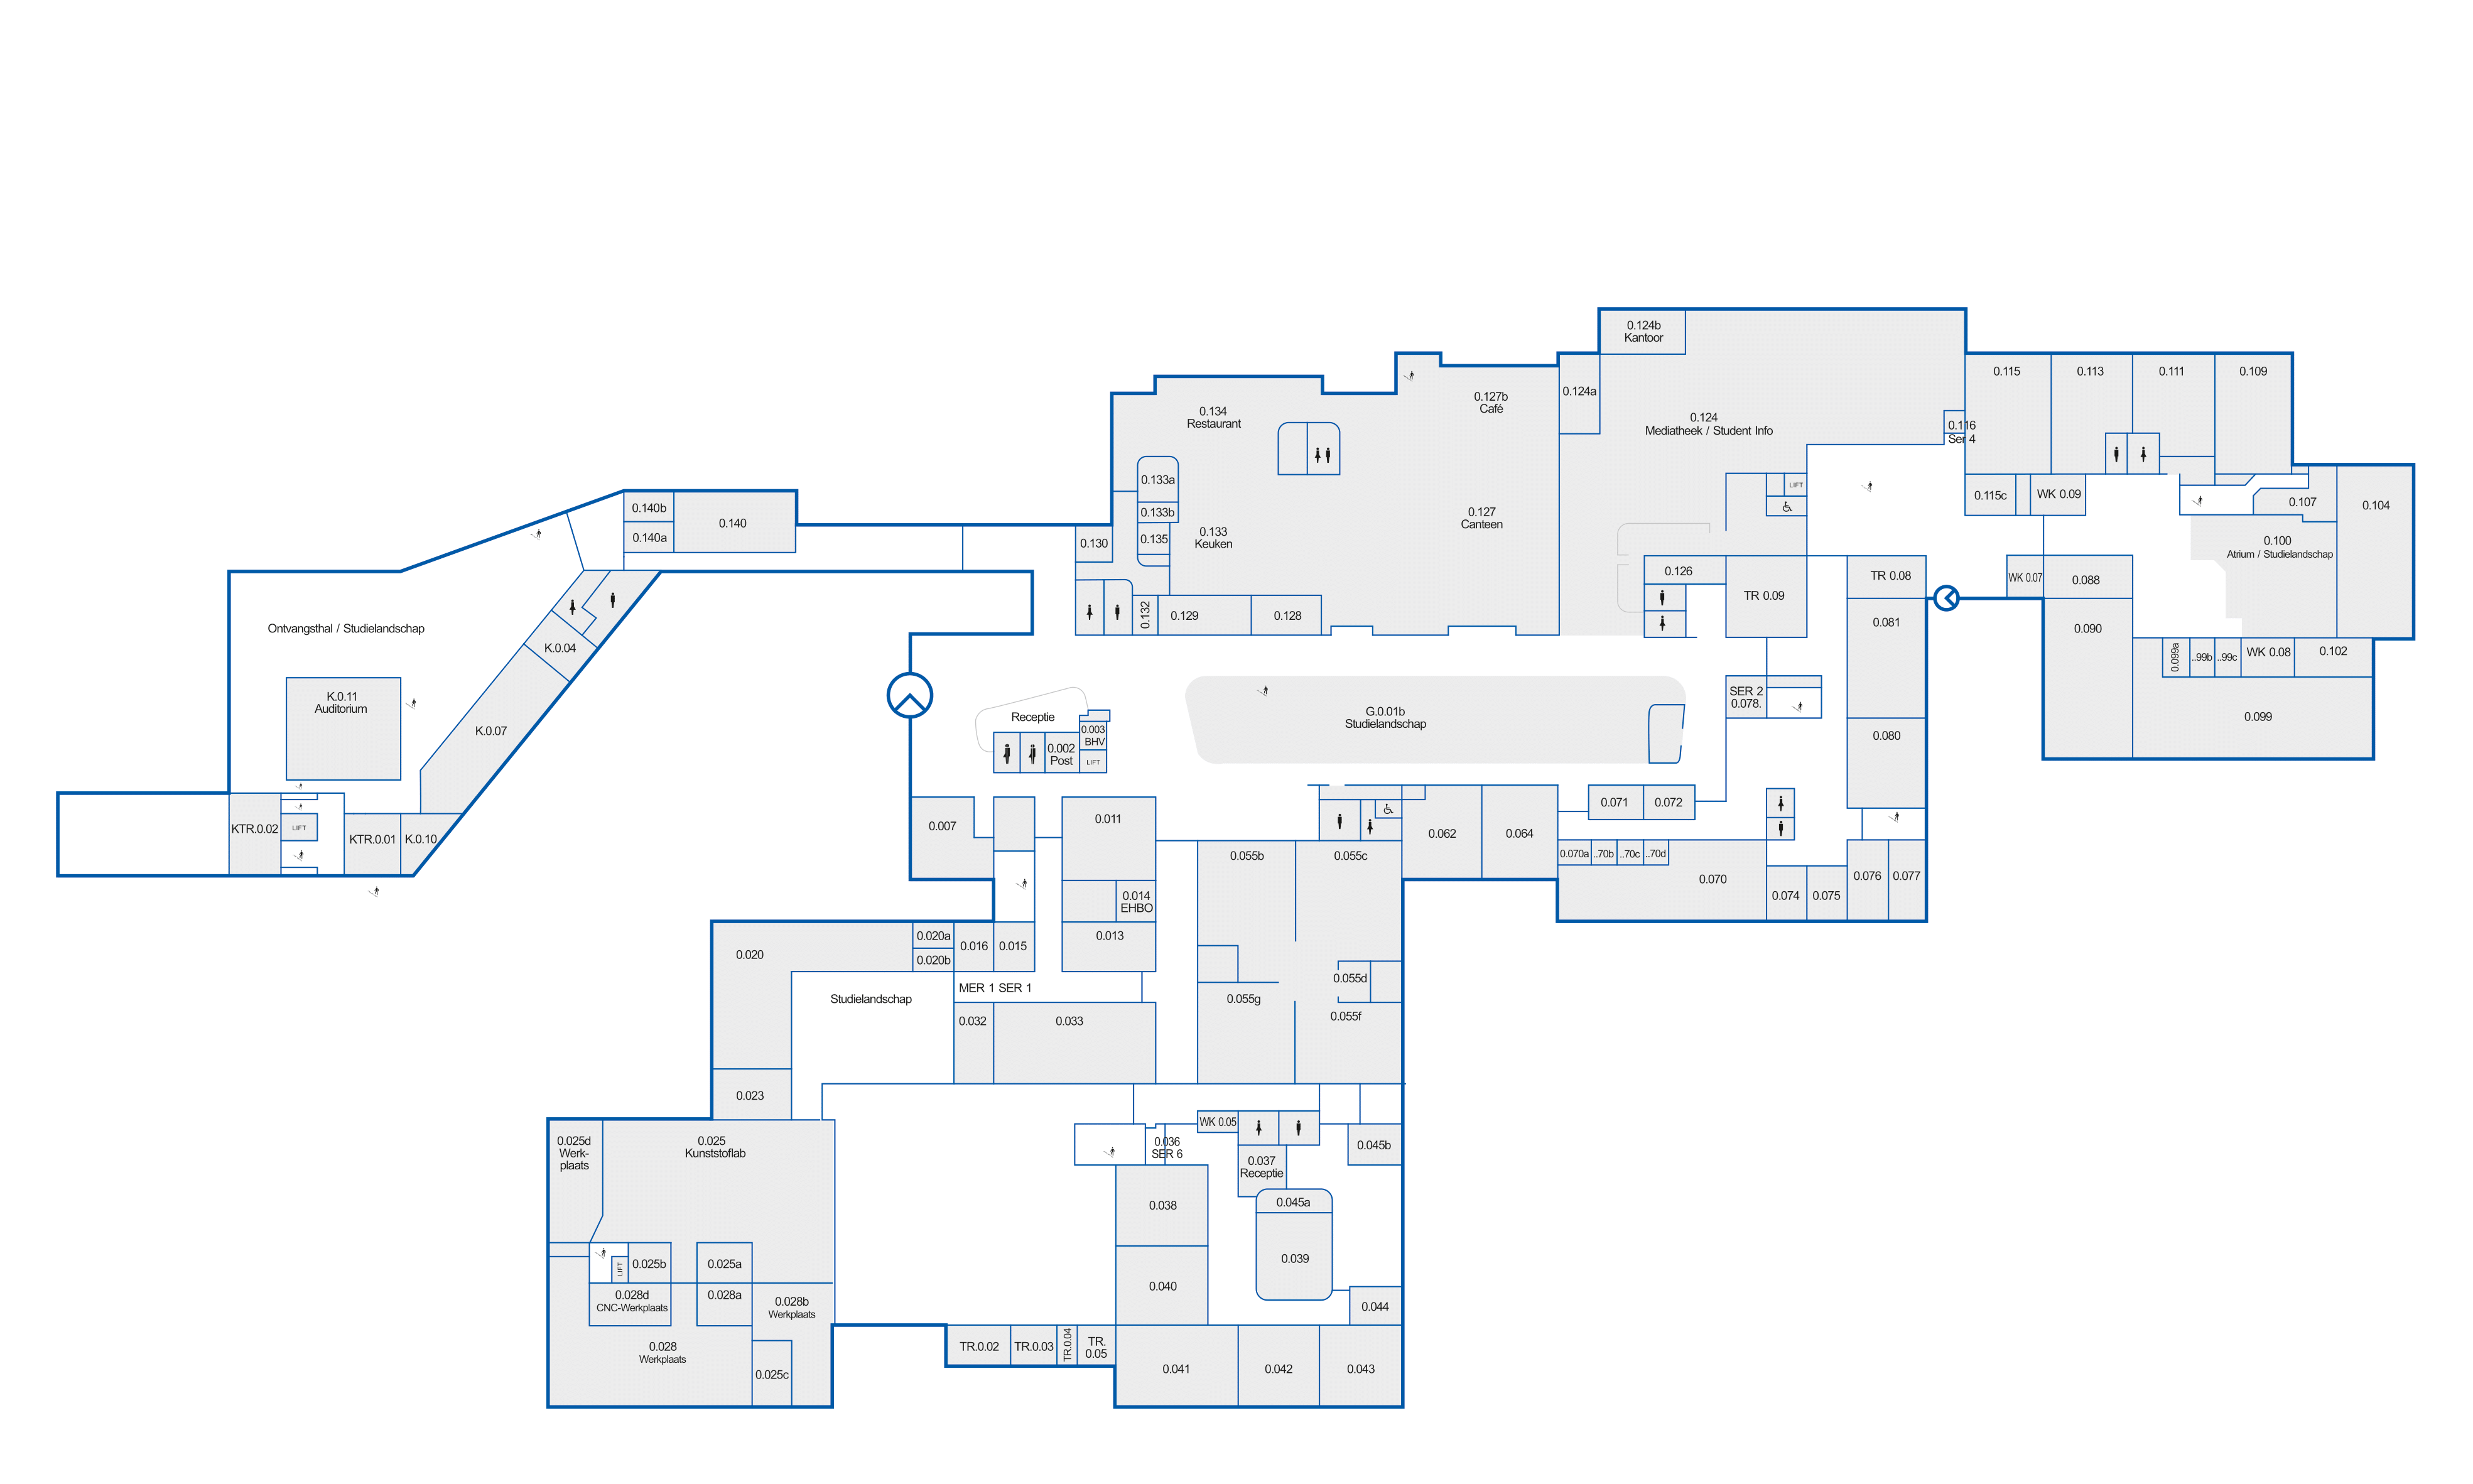 0.124b
Kantoor
0.124a
0.127b
Café
0.134
Restaurant
0.124
Mediatheek / Student Info
0.115
0.113
0.111
0.109
0.116
Ser 4
0.133a
0.133b
0.135
0.133
Keuken
0.127
Canteen
LIFT
0.115c
WK 0.09
0.107
0.104
0.100
Atrium / Studielandschap
0.140b
0.140a
0.140
0.130
0.126
TR 0.09
TR 0.08
WK 0.07
0.088
0.132
0.129
0.128
0.081
0.090
Ontvangsthal / Studielandschap
K.0.04
0.099a
..99b
..99c
WK 0.08
0.102
K.0.11
Auditorium
K.0.07
Receptie
0.002
Post
0.003
BHV
LIFT
G.0.01b
Studielandschap
SER 2
0.078.
0.080
0.099
KTR.0.02
LIFT
KTR.0.01
K.0.10
0.007
0.011
0.062
0.064
0.071
0.072
0.055b
0.055c
0.070a
..70b
..70c
..70d
0.070
0.074
0.075
0.076
0.077
0.014
EHBO
0.013
0.020
0.020a
0.020b
0.016
0.015
MER 1 SER 1
Studielandschap
0.032
0.033
0.055d
0.055g
0.055f
0.023
0.025d
Werk-
plaats
0.025
Kunststoflab
0.036
SER 6
WK 0.05
0.037
Receptie
0.045b
0.038
0.045a
0.039
0.040
0.044
LIFT
0.025b
0.025a
0.028d
CNC-Werkplaats
0.028a
0.028b
Werkplaats
0.028
Werkplaats
0.025c
TR.0.02
TR.0.03
TR.0.04
TR.
0.05
0.041
0.042
0.043